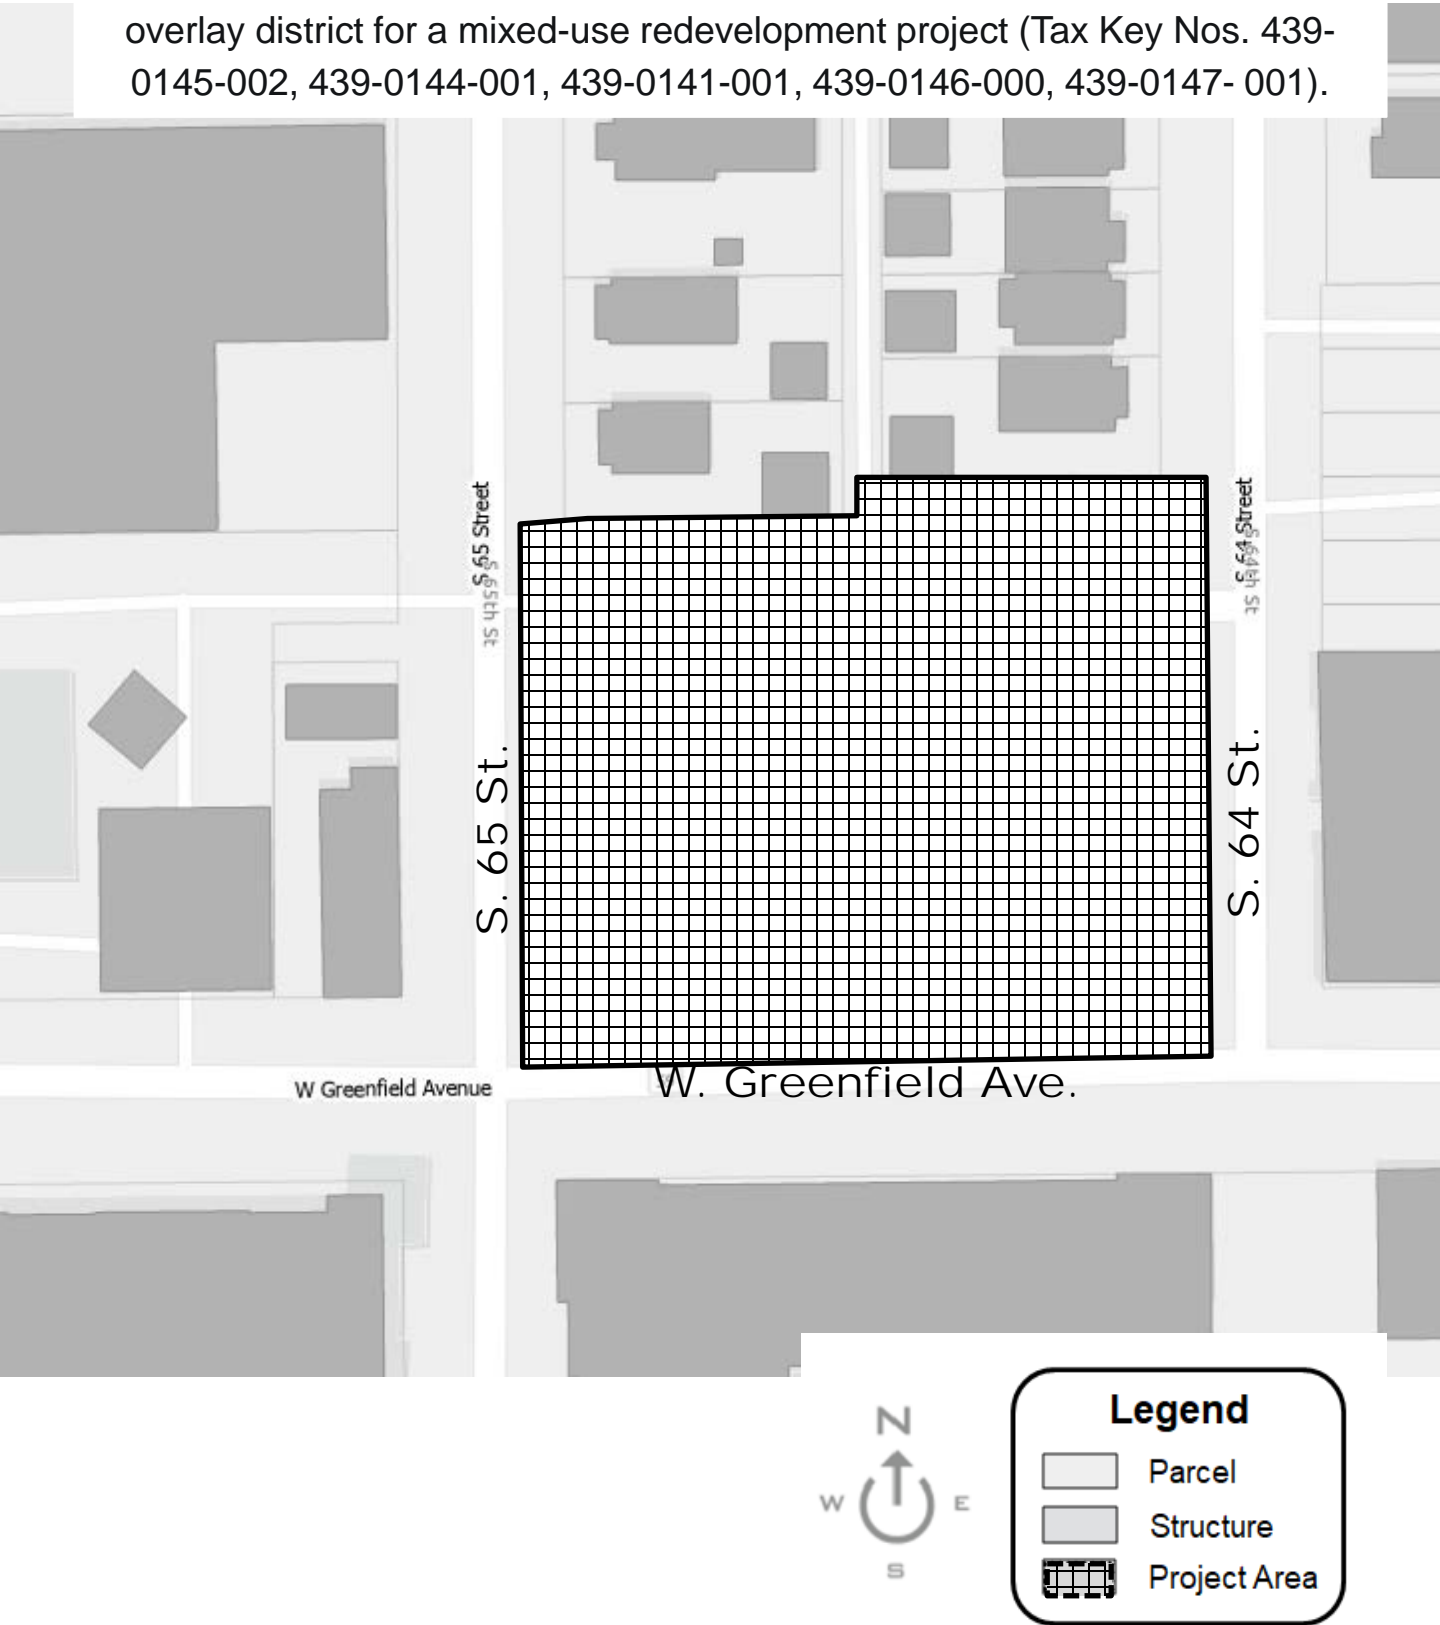 overlay district for a mixed-use redevelopment project (Tax Key Nos. 439-
0145-002, 439-0144-001, 439-0141-001, 439-0146-000, 439-0147- 001).
S 65 Street
S 65th St
S 64 Street
S 64th St
S. 65 St.
S. 64 St.
W Greenfield Avenue
W. Greenfield Ave.
N
W
E
S
Legend
Parcel
Structure
Project Area